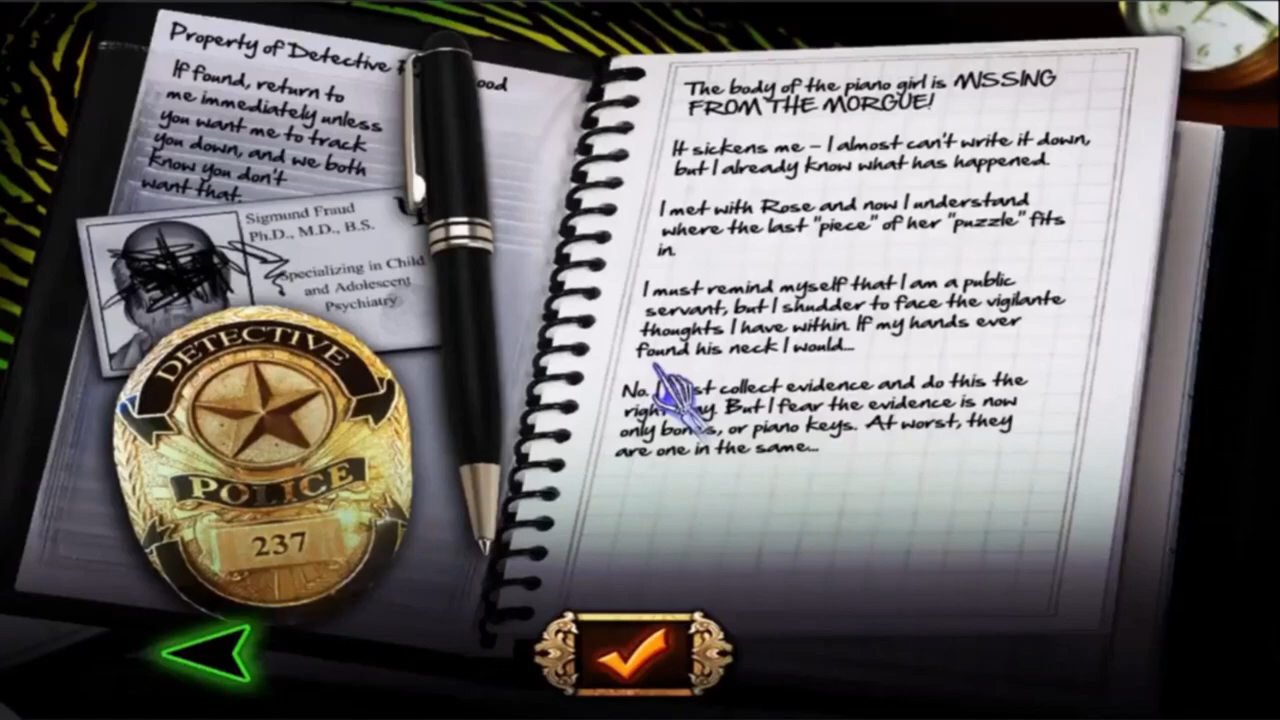 Property of Detective ood
If found, return to
me immediately unless
you want me to track
you down, and we both
know you don't
want that.
Sigmund Fraud
Ph.D., M.D., B.S.
Specializing in Child
and Adolescent
Psychiatry
DETECTIVE
POLICE
237
The body of the piano girl is MISSING
FROM THE MORGUE!
It sickens me - I almost can't write it down,
but I already know what has happened.
I met with Rose and now I understand
where the last "piece" of her "puzzle" fits
in.
I must remind myself that I am a public
servant, but I shudder to face the vigilante
thoughts I have within. If my hands ever
found his neck I would...
No. I st collect evidence and do this the
right ay. But I fear the evidence is now
only bones, or piano keys. At worst, they
are one in the same...